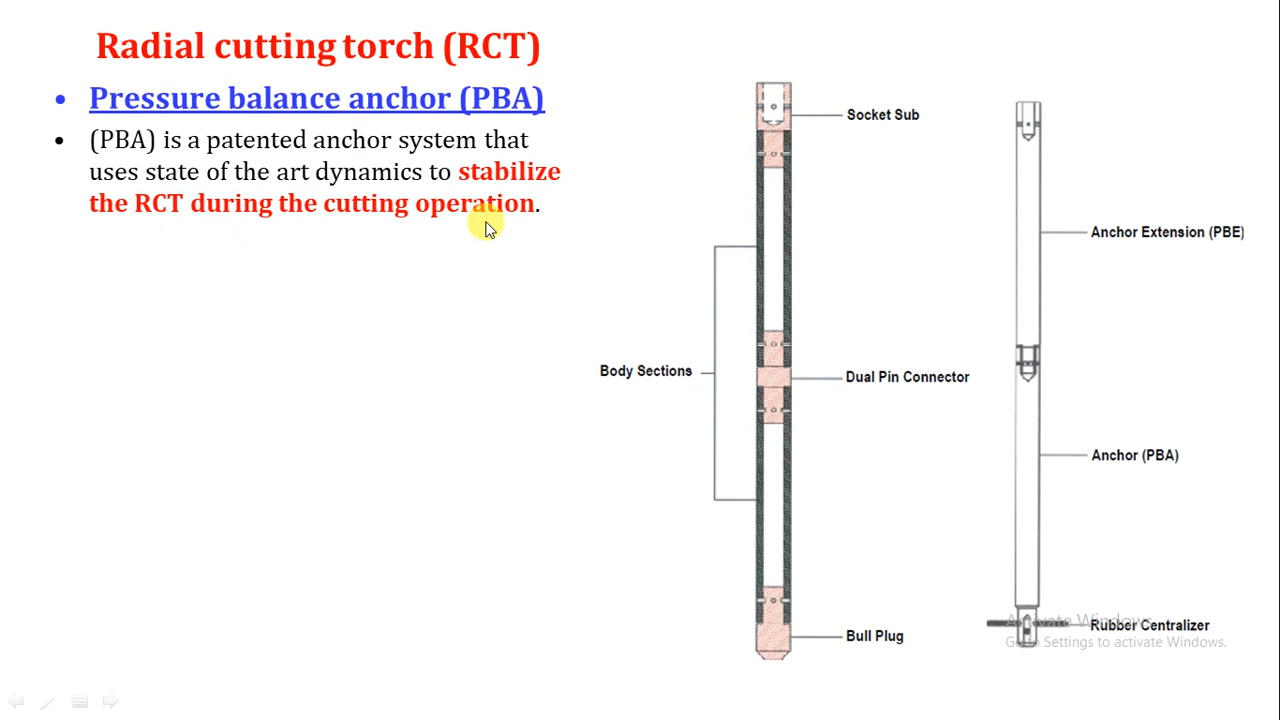 Radial cutting torch (RCT)
• Pressure balance anchor (PBA)
• (PBA) is a patented anchor system that
uses state of the art dynamics to stabilize
the RCT during the cutting operation.
Socket Sub
Body Sections
Dual Pin Connector
Bull Plug
Anchor Extension (PBE)
Anchor (PBA)
Rubber Centralizer
Activate Windows
Go to Settings to activate Windows.